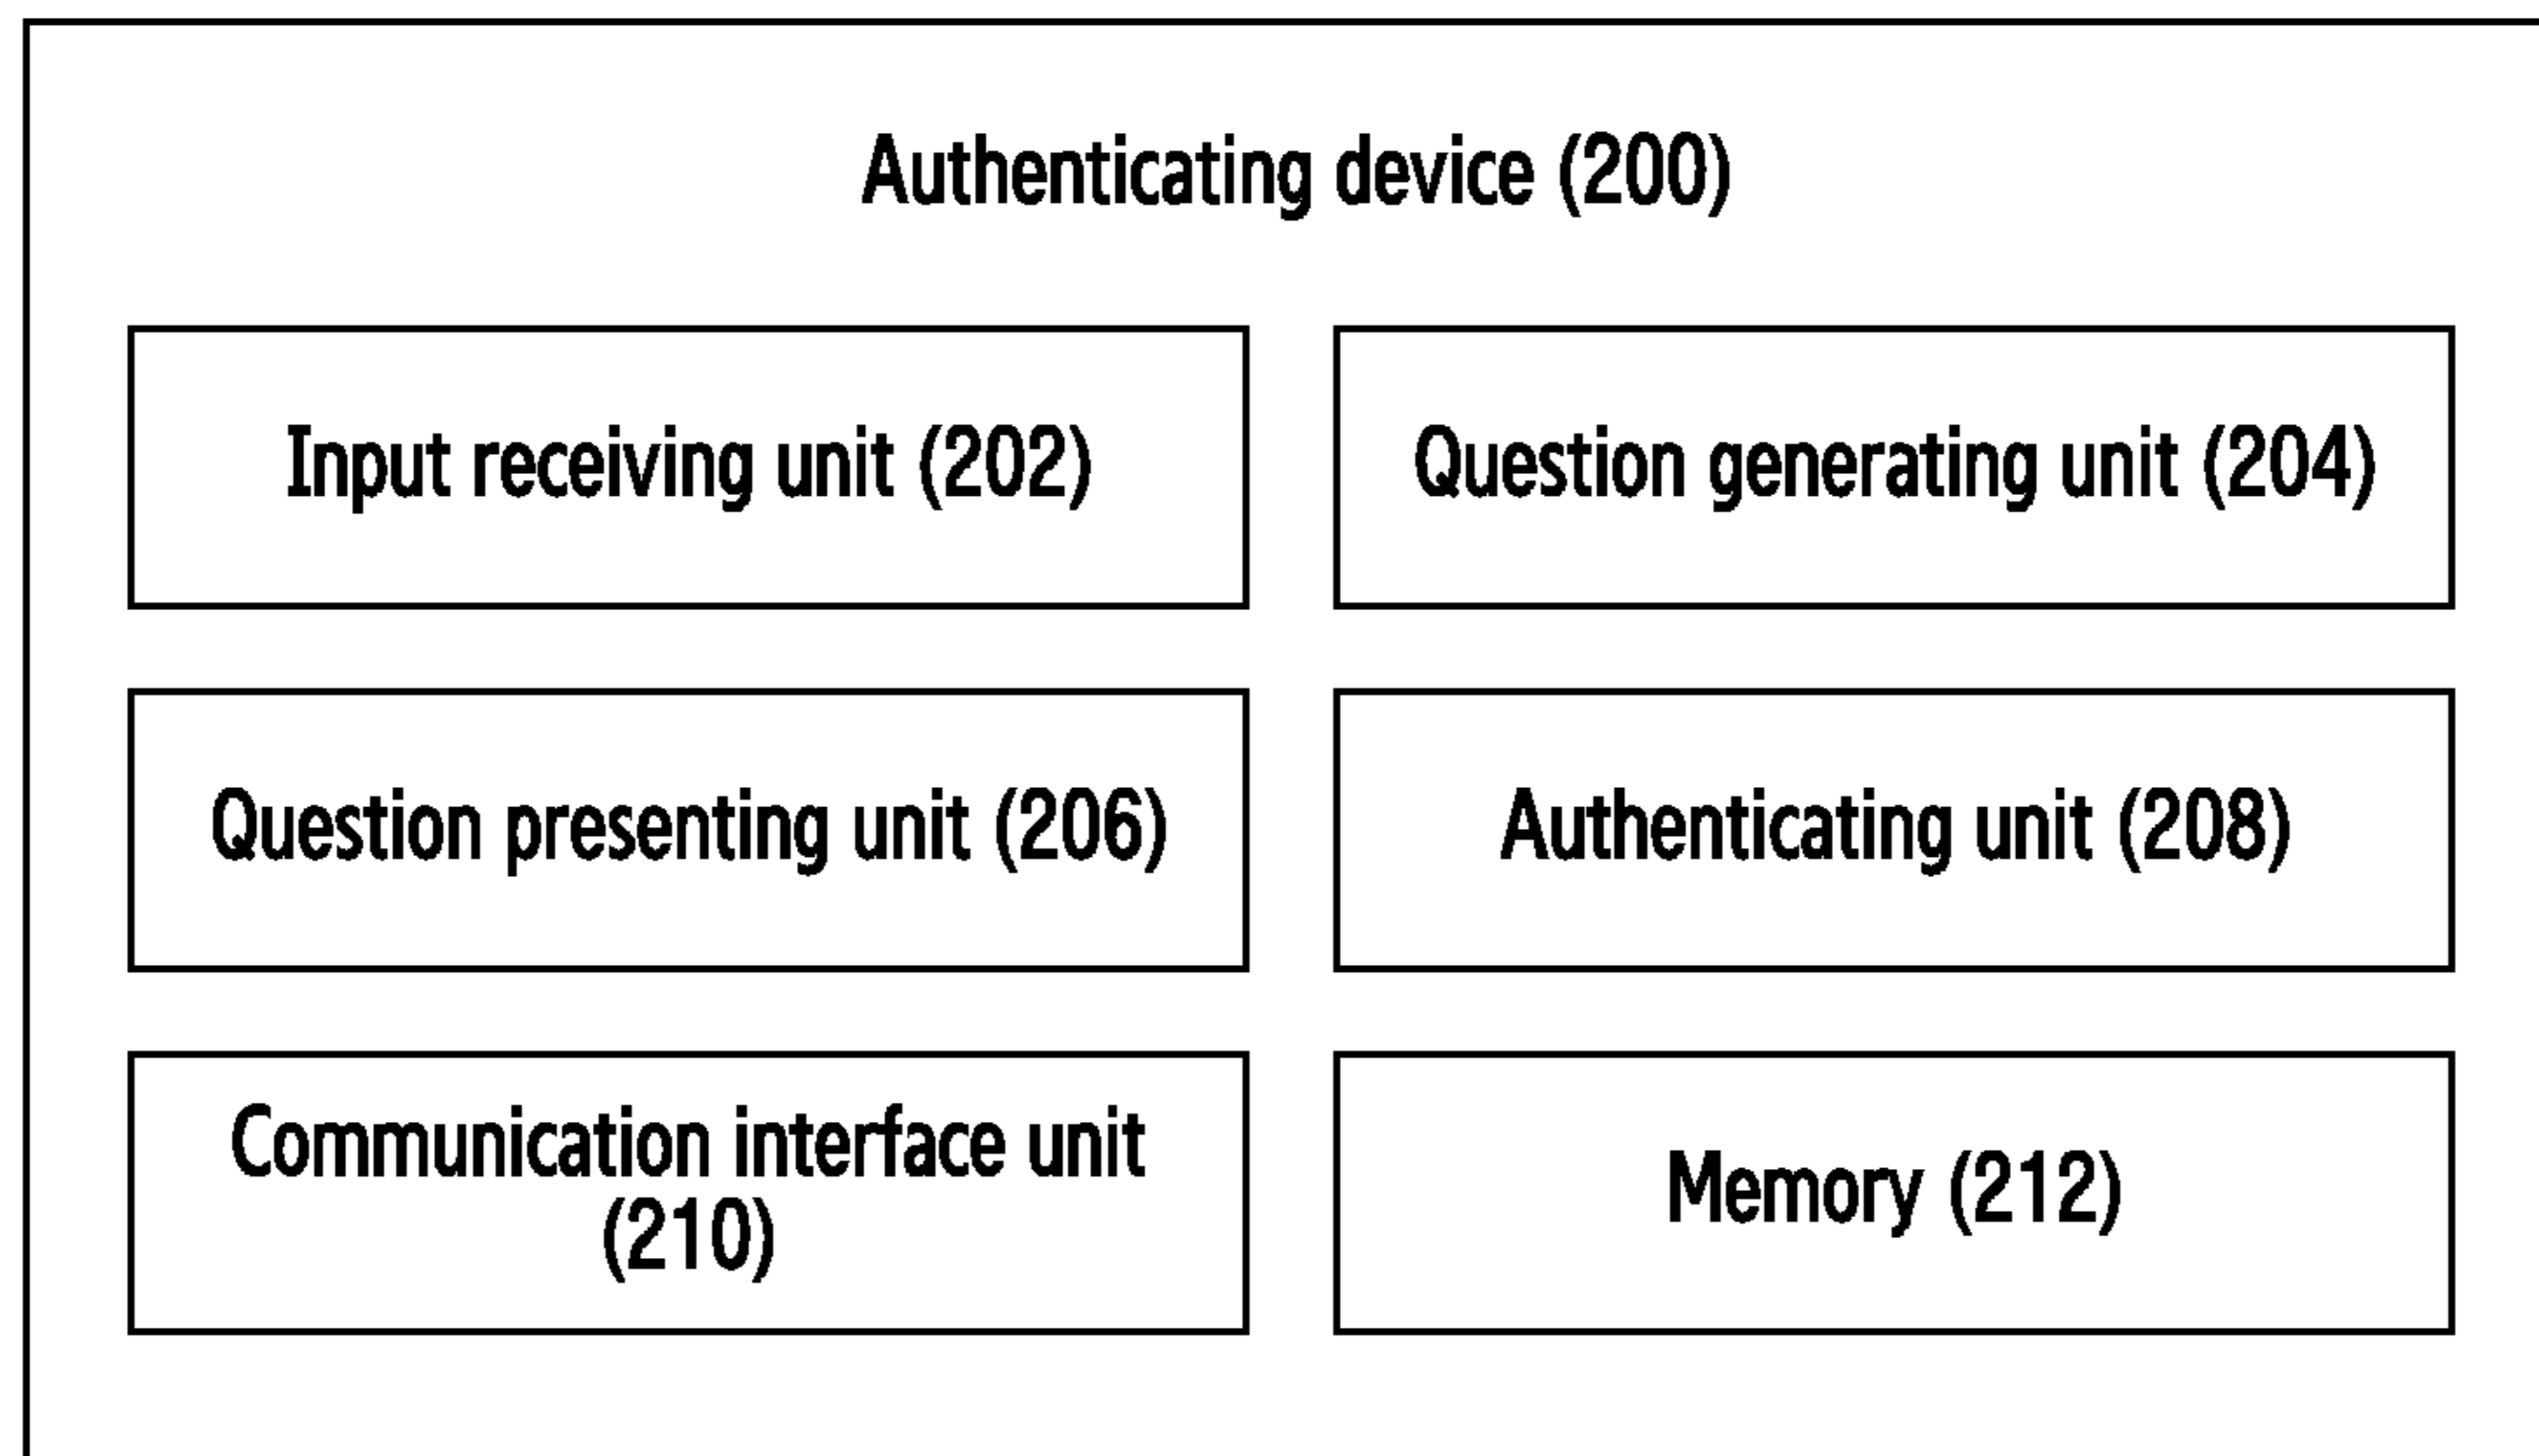 Authenticating device (200)
Input receiving unit (202)
Question generating unit (204)
Question presenting unit (206)
Authenticating unit (208)
Communication interface unit
(210)
Memory (212)